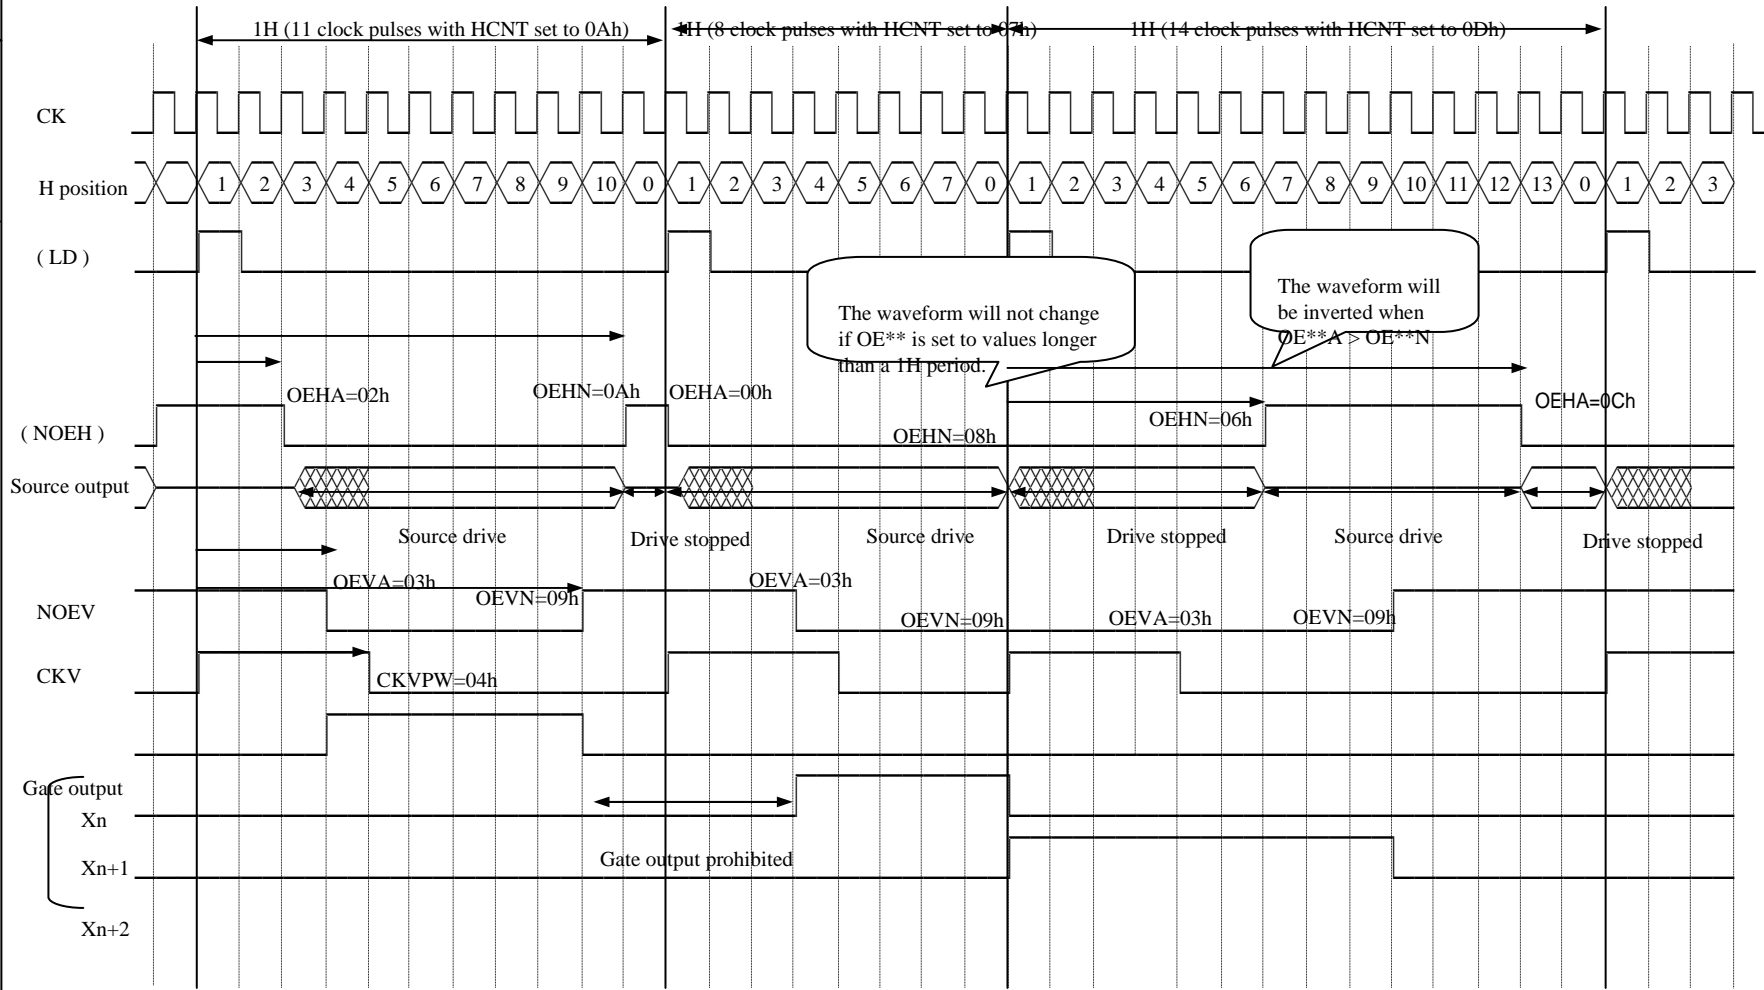 1H (11 clock pulses with HCNT set to 0Ah) 1H (8 clock pulses with HCNT set to 07h) 1H (14 clock pulses with HCNT set to 0Dh)
CK
H position 1 2 3 4 5 6 7 8 9 10 0 1 2 3 4 5 6 7 0 1 2 3 4 5 6 7 8 9 10 11 12 13 0 1 2 3
( LD )
The waveform will not change
if OE** is set to values longer
than a 1H period.
The waveform will
be inverted when
OE**A > OE**N
OEHA=02h OEHN=0Ah OEHA=00h OEHN=08h OEHN=06h OEHA=0Ch
( NOEH )
Source output
Source drive Drive stopped Source drive Drive stopped Source drive Drive stopped
OEVA=03h OEVN=09h OEVA=03h OEVN=09h OEVA=03h OEVN=09h
NOEV
CKV
CKVPW=04h
Gate output
Xn
Gate output prohibited
Xn+1
Xn+2